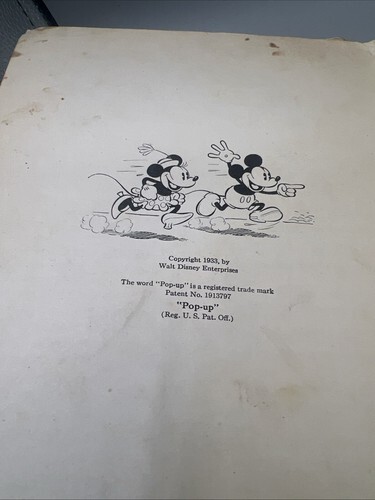 Copyright 1933, by
Walt Disney Enterprises
The word "Pop-up" is a registered trade mark
Patent No. 1913797
"Pop-up"
(Reg. U. S. Pat. Off.)